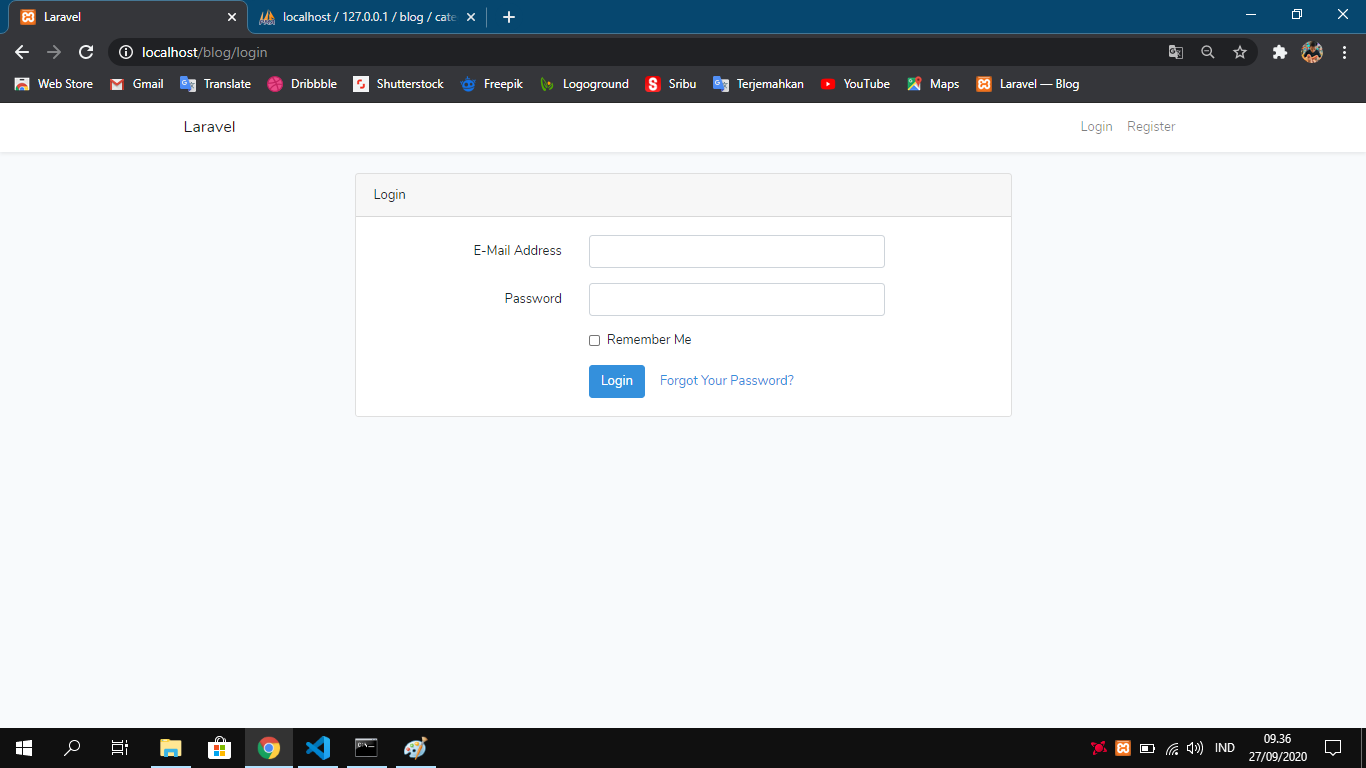 Laravel
localhost / 127.0.0.1 / blog / cate
localhost/blog/login
Web Store Gmail Translate Dribbble Shutterstock Freepik Logoground Sribu Terjemahkan YouTube Maps Laravel — Blog
Laravel Login Register
Login
E-Mail Address
Password
Remember Me
Login Forgot Your Password?
IND
09.36
27/09/2020